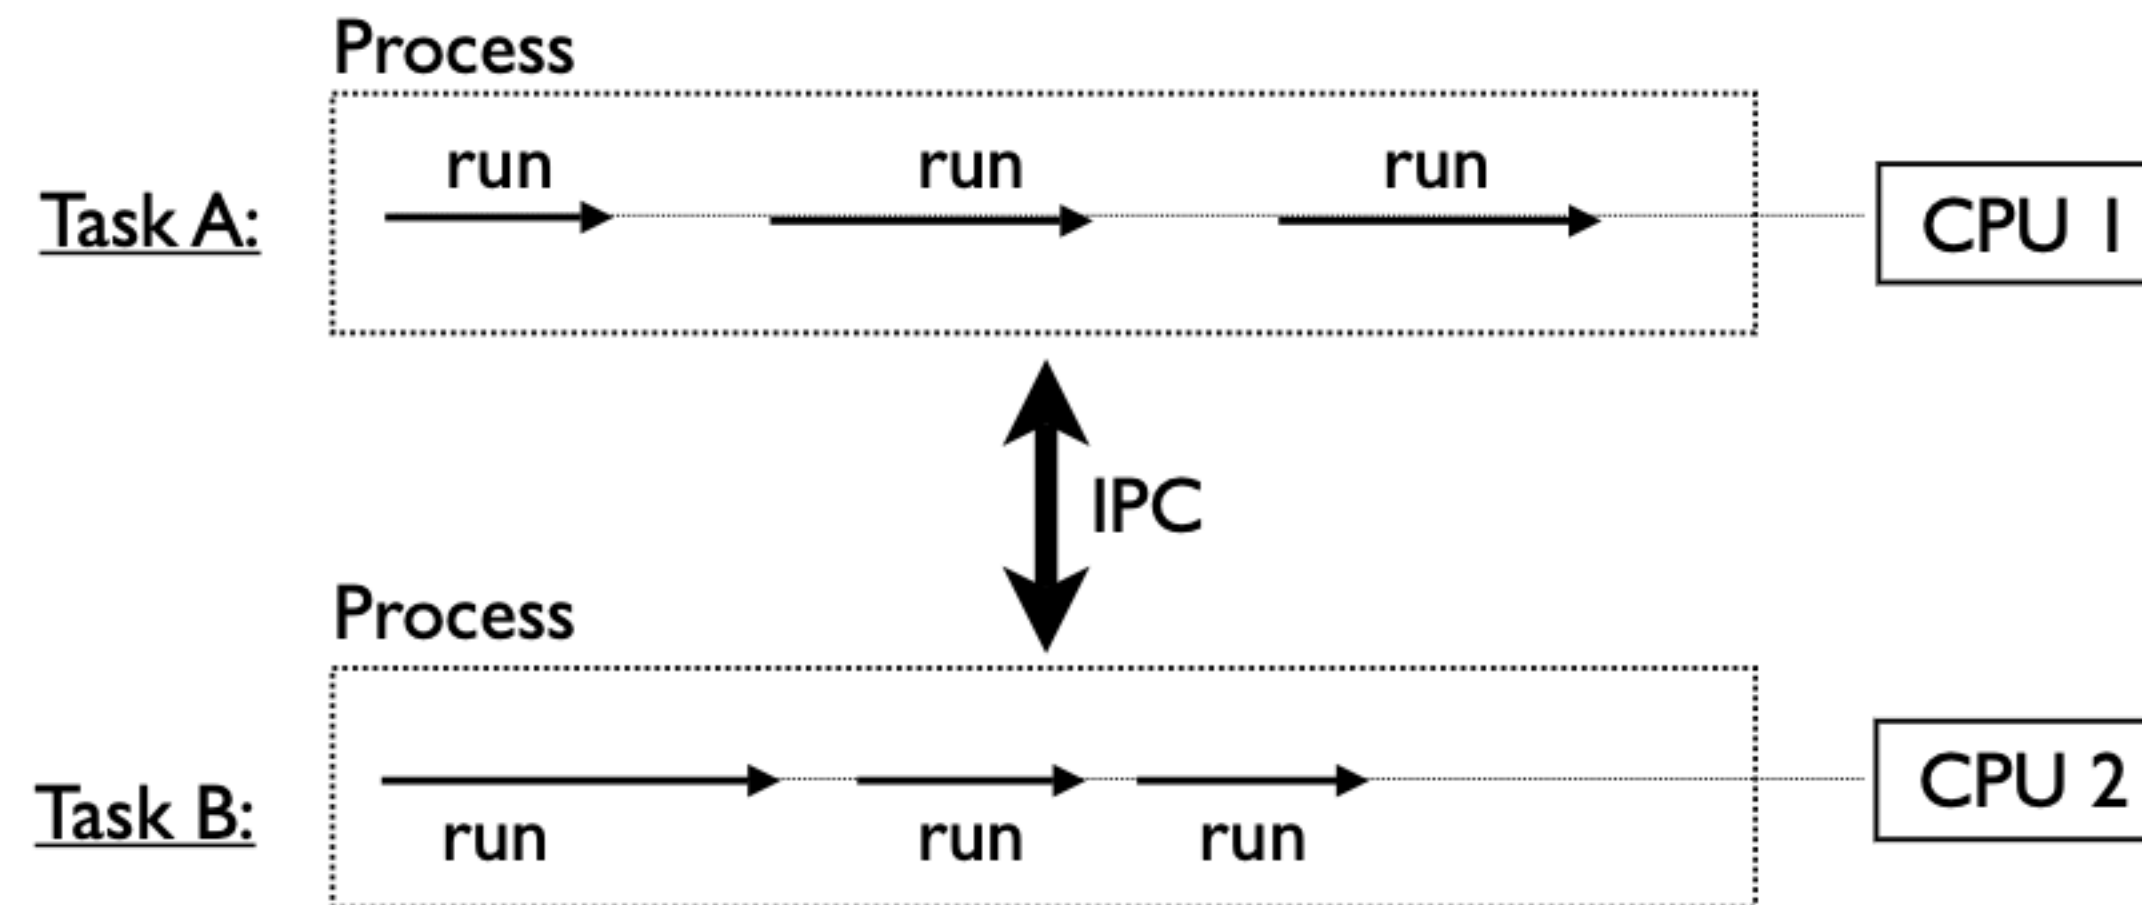 Process
run run run
Task A:
CPU 1
IPC
Process
Task B:
CPU 2
run run run